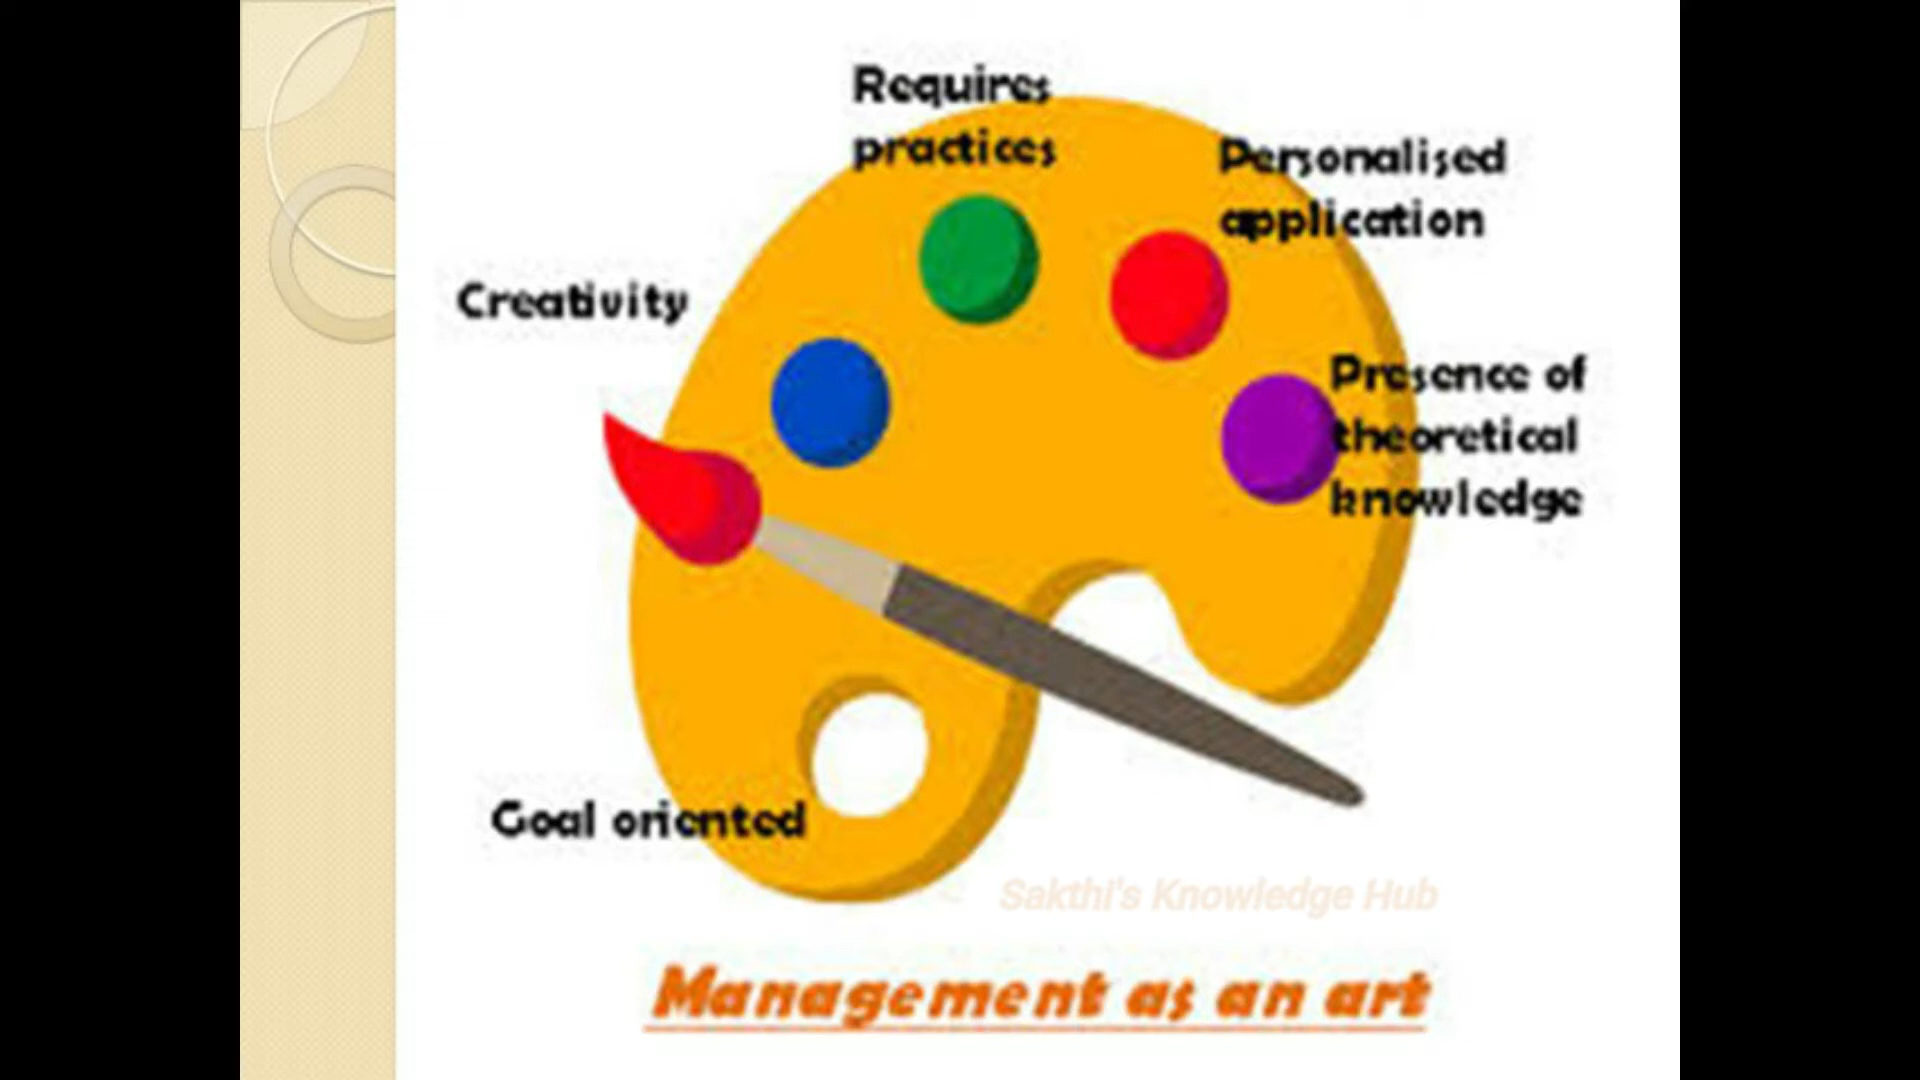 Requires
practices
Personalised
application
Creativity
Presence of
theoretical
knowledge
Goal oriented
Sakthi's Knowledge Hub
Management as an art